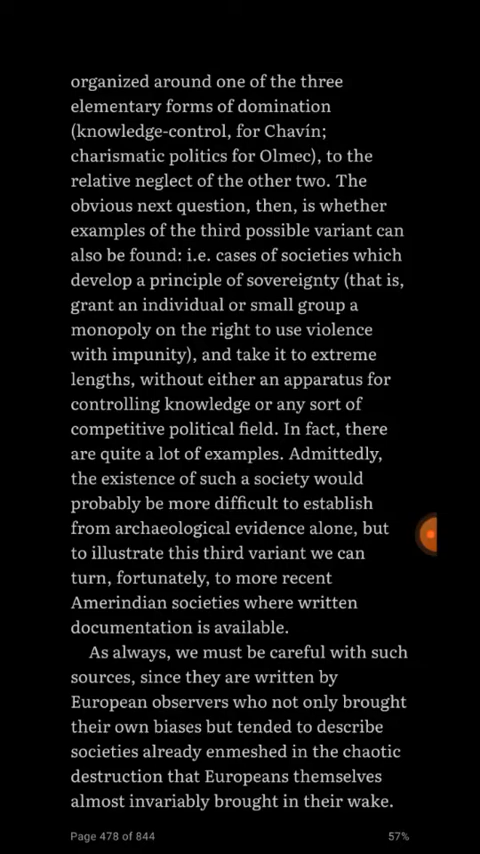 organized around one of the three
elementary forms of domination
(knowledge-control, for Chavín;
charismatic politics for Olmec), to the
relative neglect of the other two. The
obvious next question, then, is whether
examples of the third possible variant can
also be found: i.e. cases of societies which
develop a principle of sovereignty (that is,
grant an individual or small group a
monopoly on the right to use violence
with impunity), and take it to extreme
lengths, without either an apparatus for
controlling knowledge or any sort of
competitive political field. In fact, there
are quite a lot of examples. Admittedly,
the existence of such a society would
probably be more difficult to establish
from archaeological evidence alone, but
to illustrate this third variant we can
turn, fortunately, to more recent
Amerindian societies where written
documentation is available.
As always, we must be careful with such
sources, since they are written by
European observers who not only brought
their own biases but tended to describe
societies already enmeshed in the chaotic
destruction that Europeans themselves
almost invariably brought in their wake.
Page 478 of 844 57%